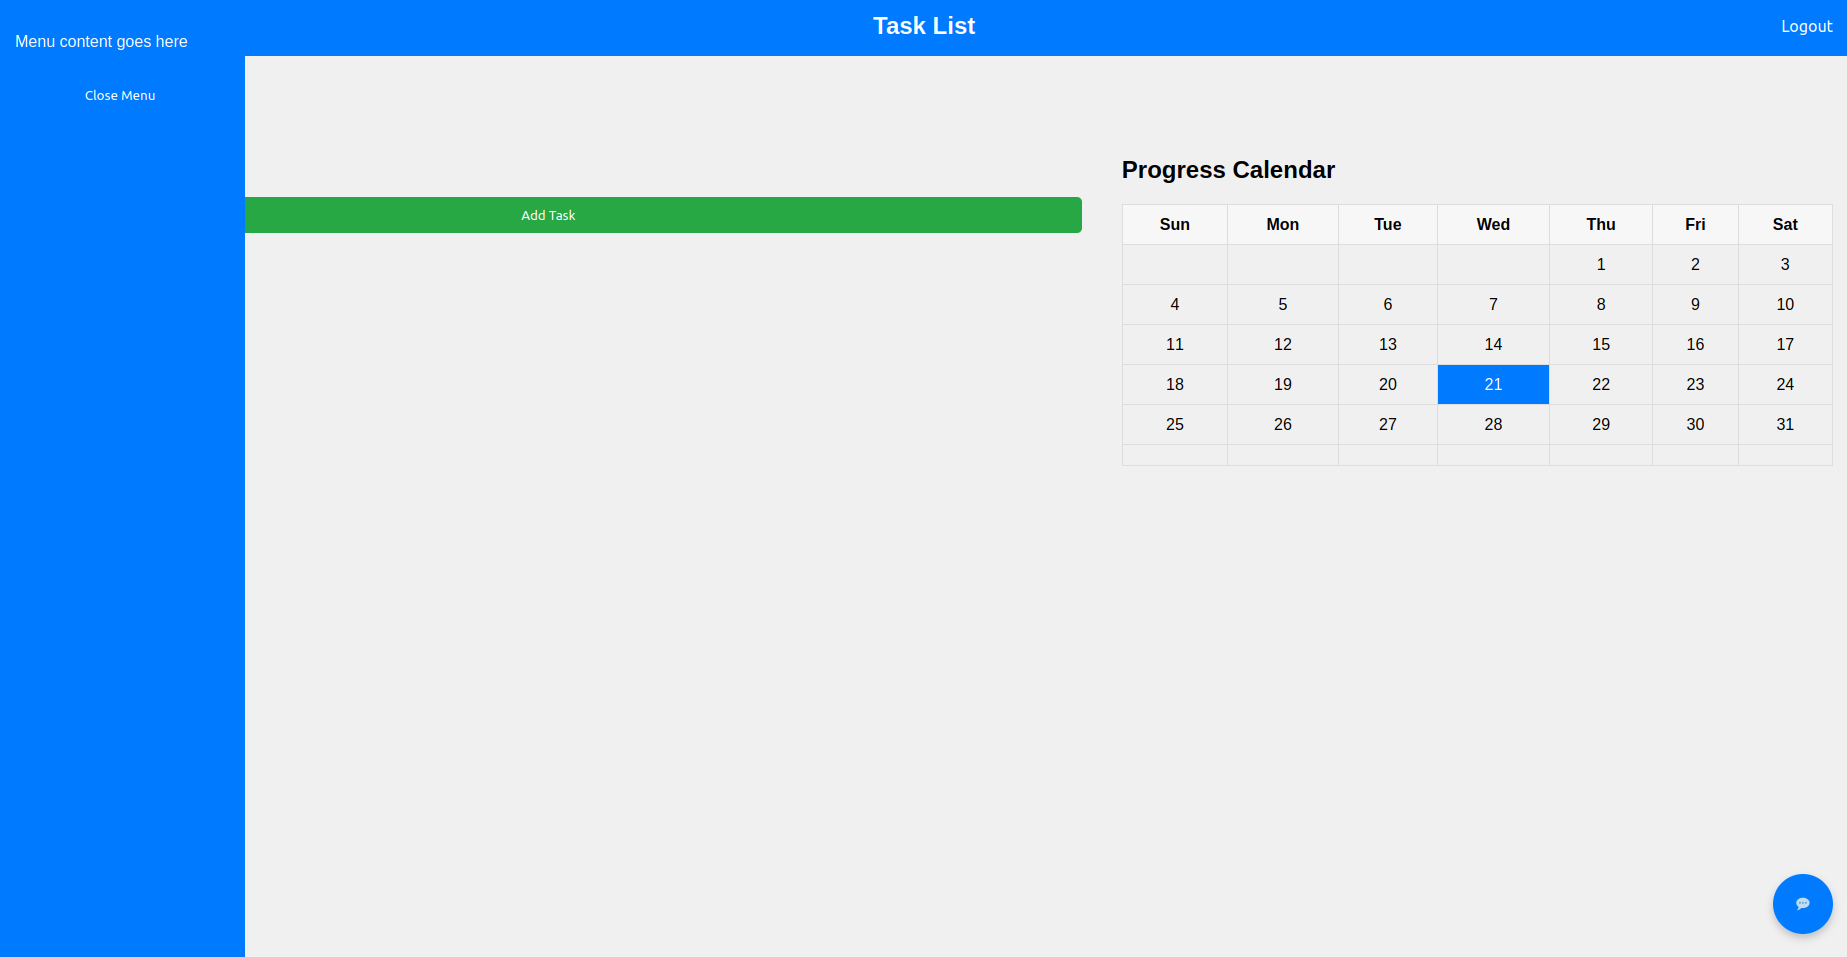 Task List
Logout
Menu content goes here
Close Menu
Progress Calendar
Add Task
Sun Mon Tue Wed Thu Fri Sat
1 2 3
4 5 6 7 8 9 10
11 12 13 14 15 16 17
18 19 20 21 22 23 24
25 26 27 28 29 30 31